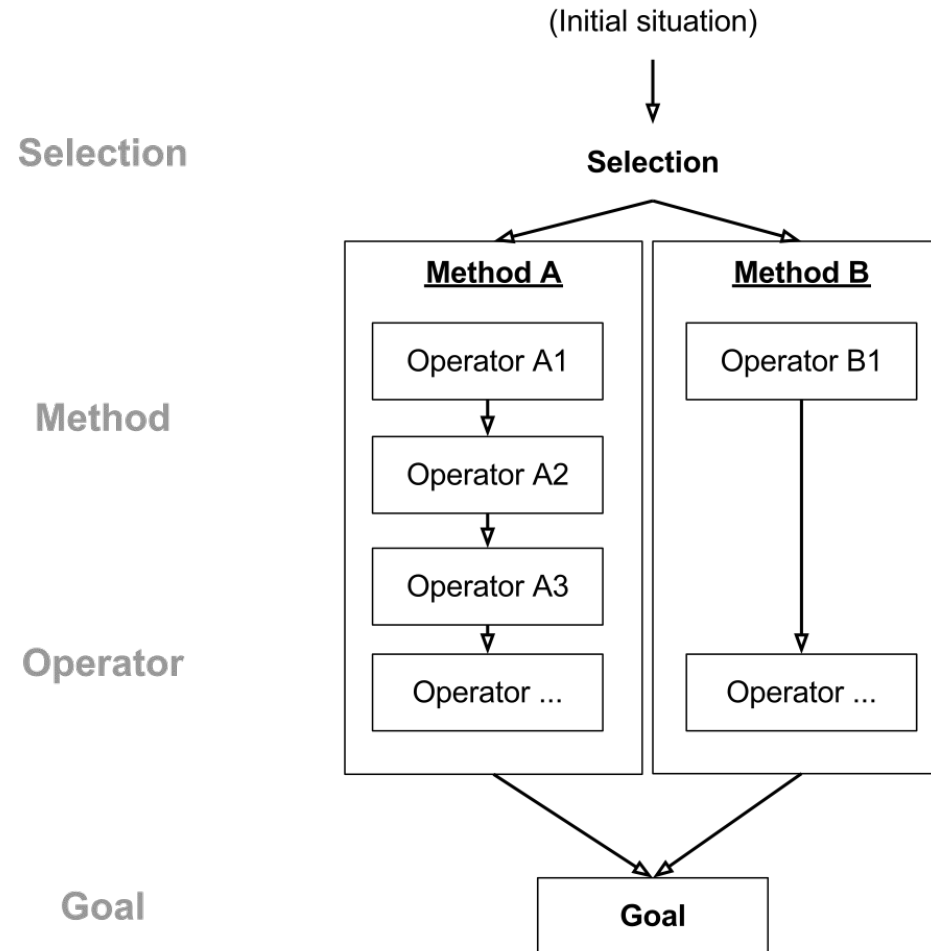 (Initial situation)
Selection
Selection
Method A
Method B
Operator A1
Operator B1
Method
Operator A2
Operator A3
Operator
Operator ...
Operator ...
Goal
Goal